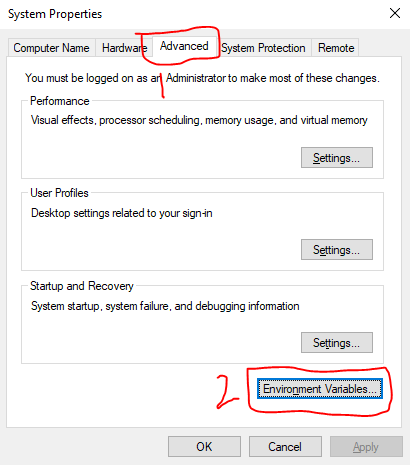 System Properties
Computer Name Hardware Advanced System Protection Remote
1
You must be logged on as an Administrator to make most of these changes.
Performance
Visual effects, processor scheduling, memory usage, and virtual memory
Settings...
User Profiles
Desktop settings related to your sign-in
Settings...
Startup and Recovery
System startup, system failure, and debugging information
Settings...
2 Environment Variables...
OK Cancel Apply